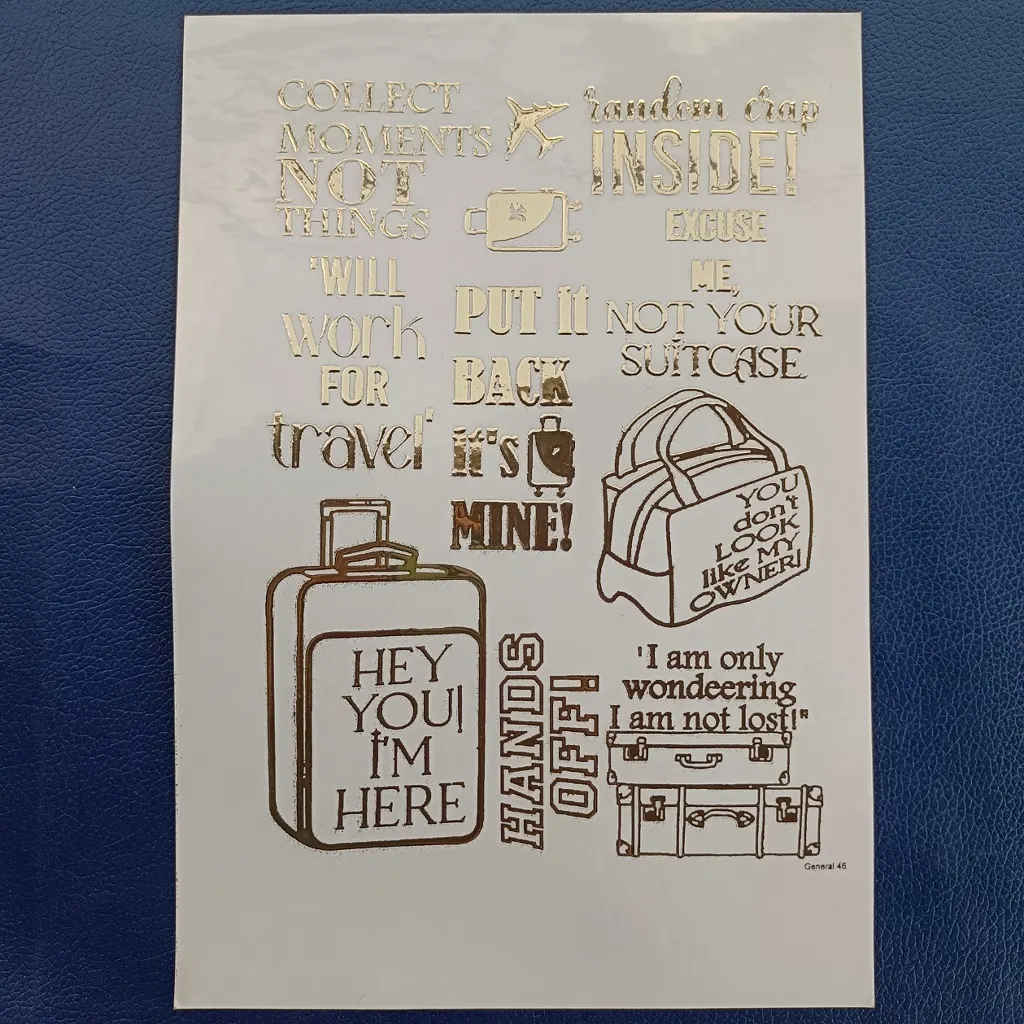 COLLECT
MOMENTS
NOT
THINGS
random crap
INSIDE!
EXCUSE
ME,
NOT YOUR
SUITCASE
'WILL
work
FOR
travel'
PUT it
BACK
it's
MINE!
YOU
don't
LOOK
like MY
OWNER!
HEY
YOU!
I'M
HERE
HANDS
OFF!
'I am only
wondeering
I am not lost!"
General 46